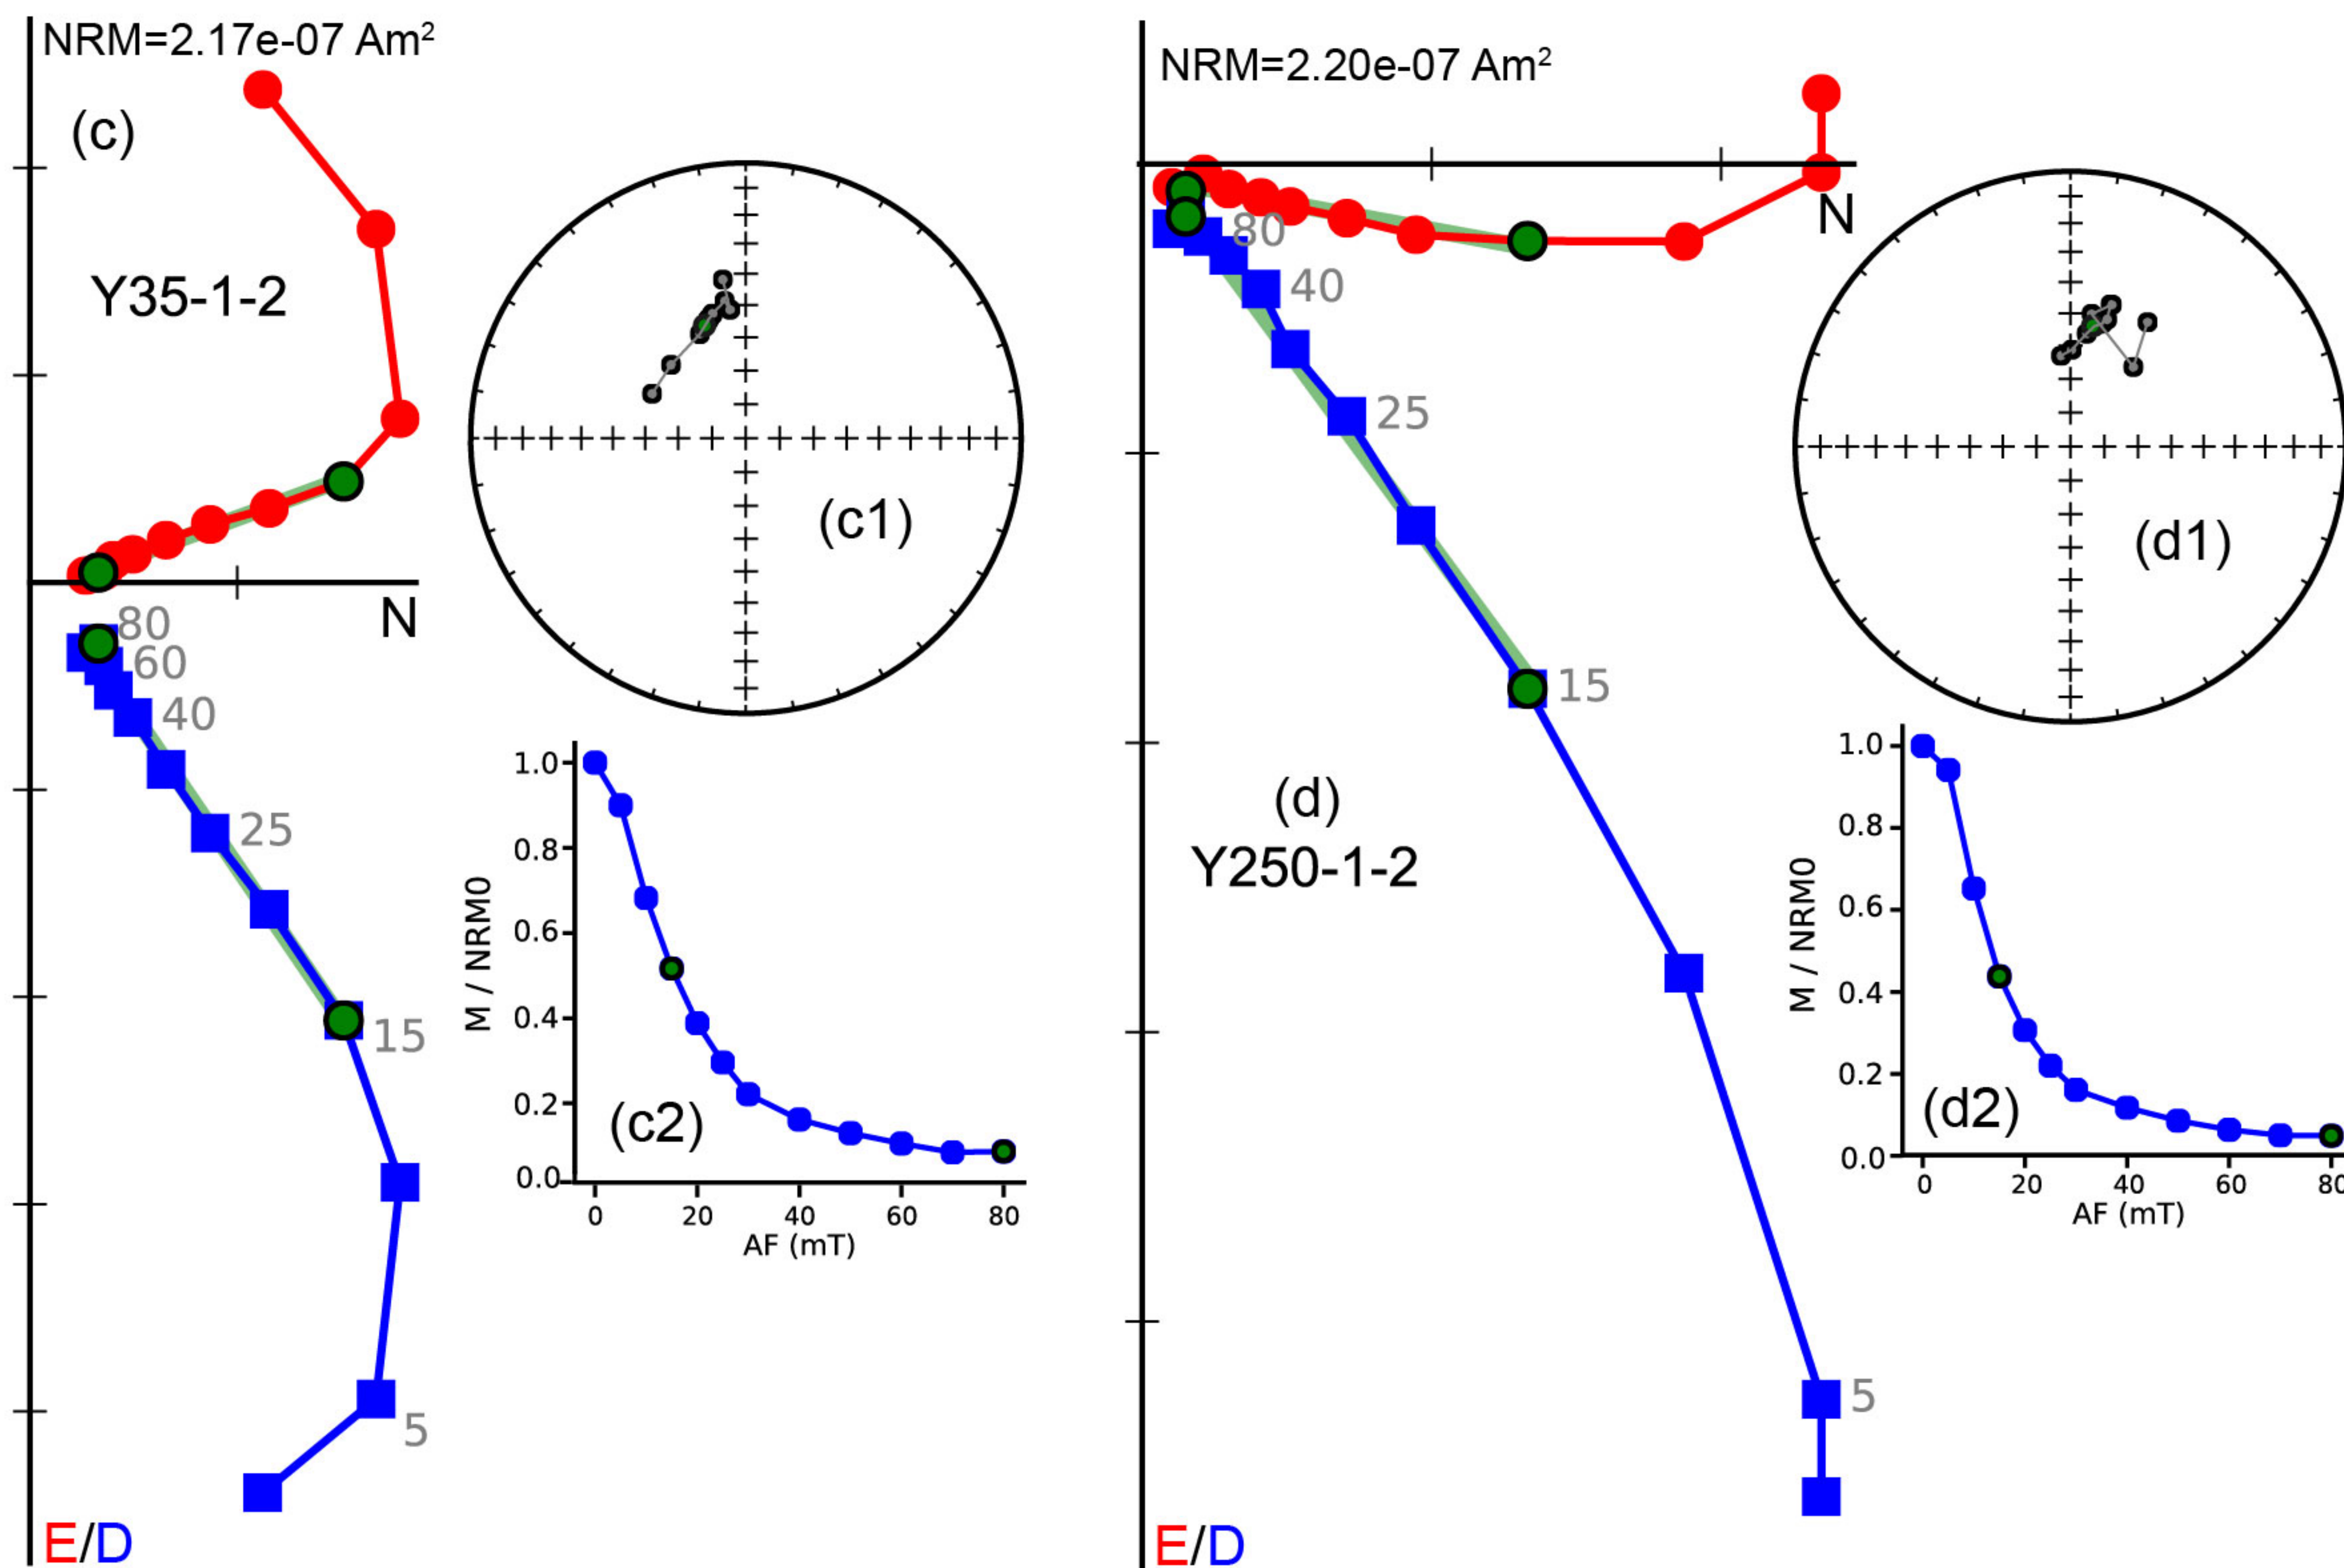 NRM=2.17e-07 Am²
(c)
Y35-1-2
N
80
60
40
25
15
5
E/D
(c1)
M / NRM0
1.0
0.8
0.6
0.4
0.2
0.0
(c2)
0 20 40 60 80
AF (mT)
NRM=2.20e-07 Am²
N
80
40
25
15
5
(d)
Y250-1-2
E/D
(d1)
M / NRM0
1.0
0.8
0.6
0.4
0.2
0.0
(d2)
0 20 40 60 80
AF (mT)